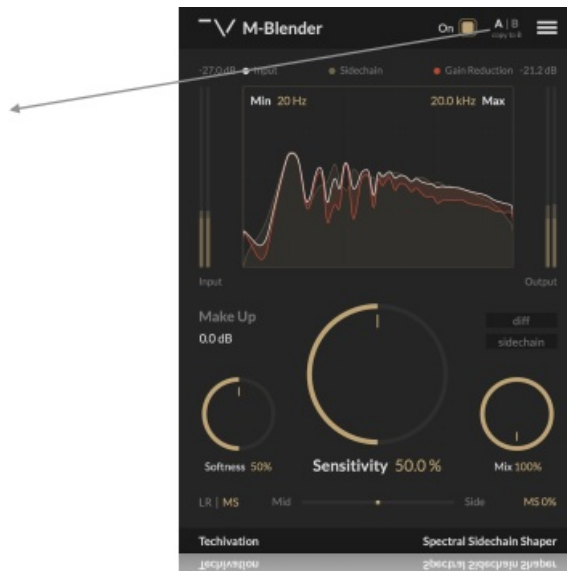 M-Blender On A | B
copy to B
-27.0 dB Input Sidechain Gain Reduction -21.2 dB
Min 20 Hz 20.0 kHz Max
Input Output
Make Up diff
0.0 dB sidechain
Softness 50% Sensitivity 50.0 % Mix 100%
LR | MS Mid Side MS 0%
Techivation Spectral Sidechain Shaper